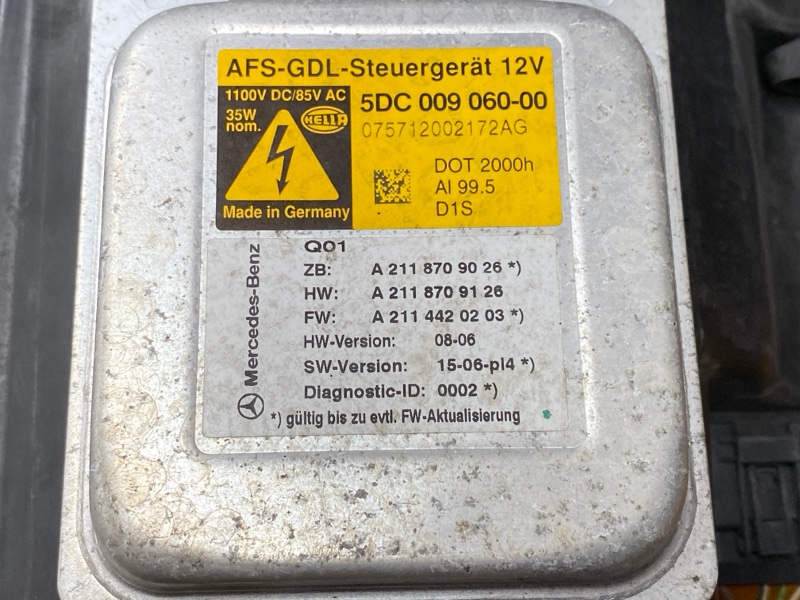 AFS-GDL-Steuergerät 12V
1100V DC/85V AC
35W
nom.
HELLA
Made in Germany
5DC 009 060-00
075712002172AG
DOT 2000h
Al 99.5
D1S
Mercedes-Benz
Q01
ZB: A 211 870 90 26 *)
HW: A 211 870 91 26
FW: A 211 442 02 03 *)
HW-Version: 08-06
SW-Version: 15-06-pl4 *)
Diagnostic-ID: 0002 *)
*) gültig bis zu evtl. FW-Aktualisierung